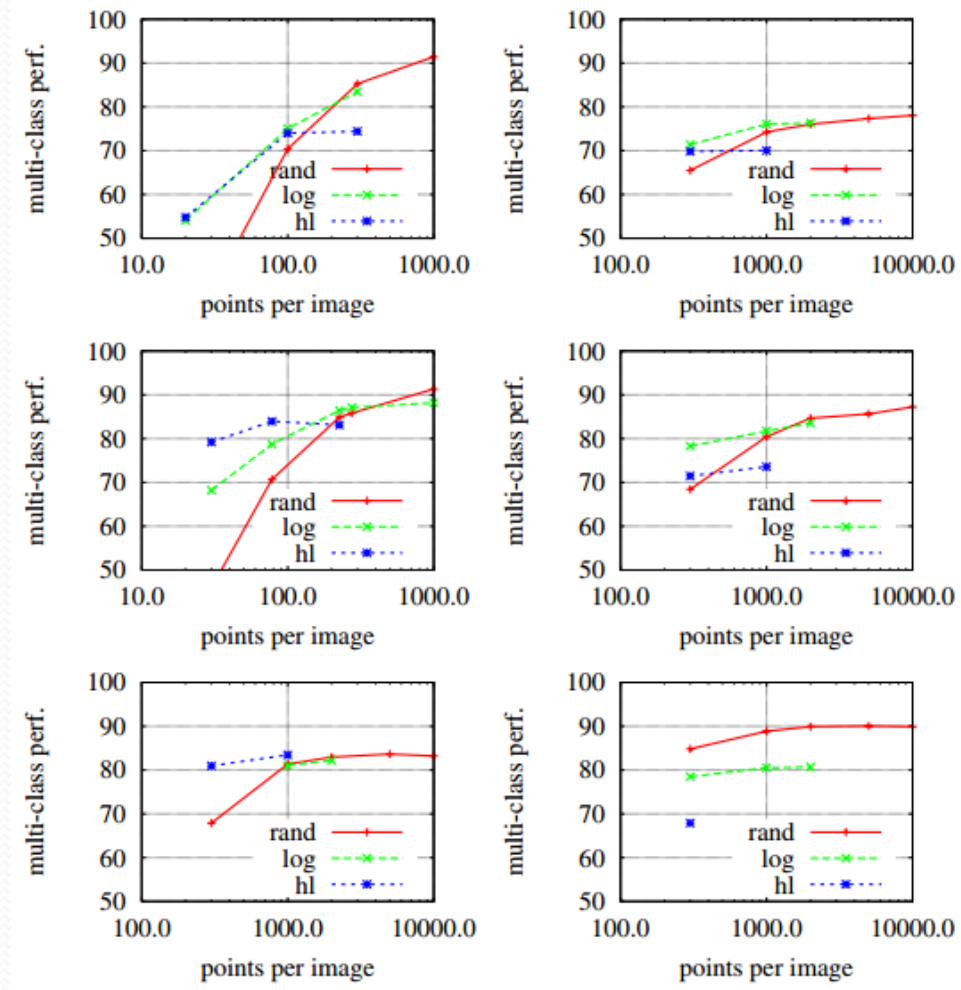 multi-class perf.
100
90
80
70
60
50
rand
log
hl
10.0 100.0 1000.0
points per image
multi-class perf.
100
90
80
70
60
50
rand
log
hl
100.0 1000.0 10000.0
points per image
multi-class perf.
100
90
80
70
60
50
rand
log
hl
10.0 100.0 1000.0
points per image
multi-class perf.
100
90
80
70
60
50
rand
log
hl
100.0 1000.0 10000.0
points per image
multi-class perf.
100
90
80
70
60
50
rand
log
hl
100.0 1000.0 10000.0
points per image
multi-class perf.
100
90
80
70
60
50
rand
log
hl
100.0 1000.0 10000.0
points per image